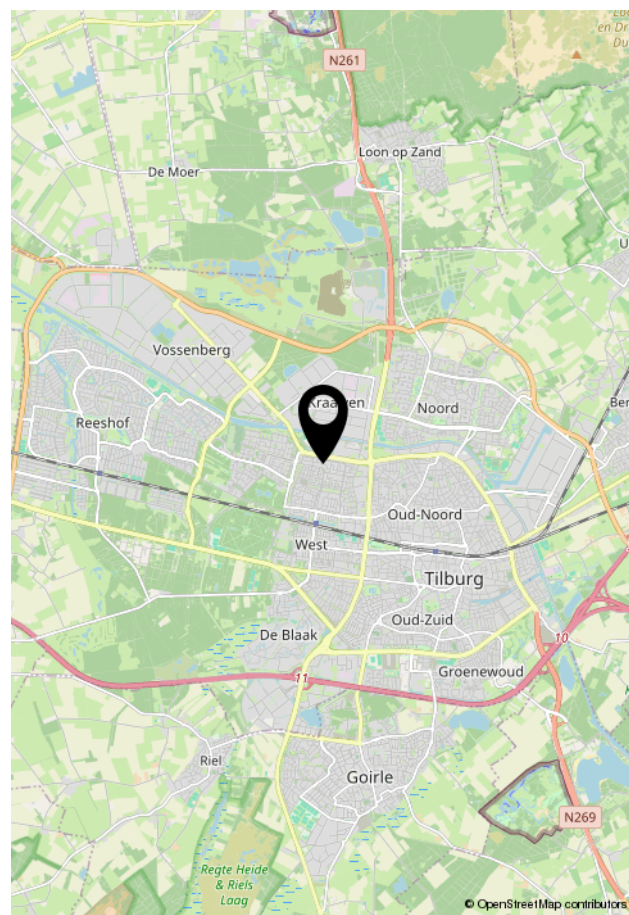 N261
Loon op Zand
De Moer
Vossenberg
Noord
Reeshof
Oud-Noord
West
Tilburg
Oud-Zuid
De Blaak
10
Groenewoud
11
Riel
Goirle
N269
Regte Heide
& Riels
Laag
© OpenStreetMap contributors